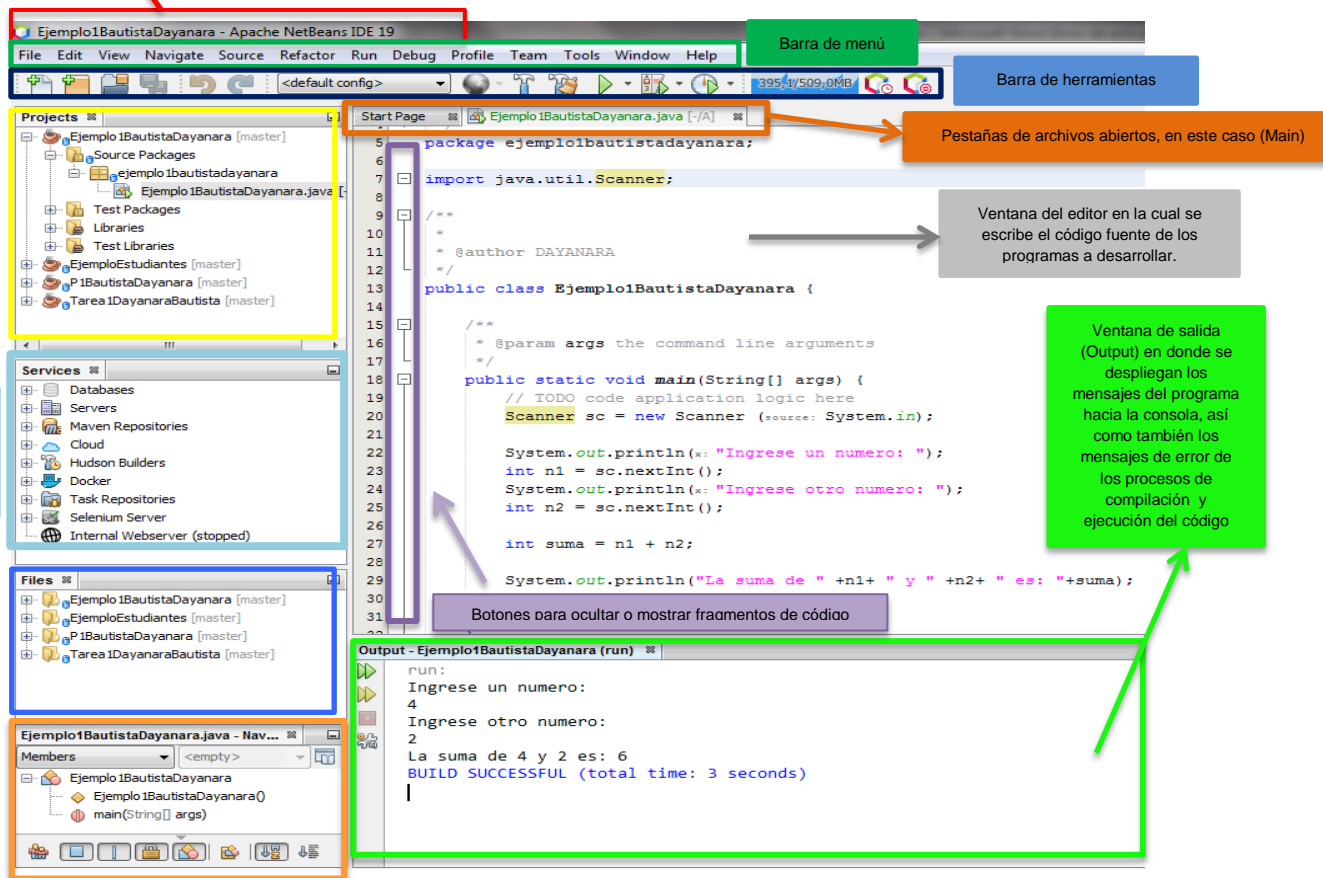 Ejemplo1BautistaDayanara - Apache NetBeans IDE 19
File Edit View Navigate Source Refactor Run Debug Profile Team Tools Window Help
Barra de menú
<default config>
395,1/509,0MB
Barra de herramientas
Projects
Ejemplo1BautistaDayanara [master]
Source Packages
ejemplo1bautistadayanara
Ejemplo1BautistaDayanara.java [-
Test Packages
Libraries
Test Libraries
EjemploEstudiantes [master]
P1BautistaDayanara [master]
Tarea1DayanaraBautista [master]
Services
Databases
Servers
Maven Repositories
Cloud
Hudson Builders
Docker
Task Repositories
Selenium Server
Internal Webserver (stopped)
Files
Ejemplo1BautistaDayanara [master]
EjemploEstudiantes [master]
P1BautistaDayanara [master]
Tarea1DayanaraBautista [master]
Ejemplo1BautistaDayanara.java - Nav...
Members <empty>
Ejemplo1BautistaDayanara
Ejemplo1BautistaDayanara()
main(String[] args)
Start Page Ejemplo1BautistaDayanara.java [-/A]
Pestañas de archivos abiertos, en este caso (Main)
5 package ejemplo1bautistadayanara;
6
7 import java.util.Scanner;
8
9 /**
10 *
11 * @author DAYANARA
12 */
13 public class Ejemplo1BautistaDayanara {
14
15 /**
16 * @param args the command line arguments
17 */
18 public static void main(String[] args) {
19 // TODO code application logic here
20 Scanner sc = new Scanner (source: System.in);
21
22 System.out.println(x: "Ingrese un numero: ");
23 int n1 = sc.nextInt();
24 System.out.println(x: "Ingrese otro numero: ");
25 int n2 = sc.nextInt();
26
27 int suma = n1 + n2;
28
29 System.out.println("La suma de " +n1+ " y " +n2+ " es: "+suma);
30
31
Ventana del editor en la cual se
escribe el código fuente de los
programas a desarrollar.
Ventana de salida
(Output) en donde se
despliegan los
mensajes del programa
hacia la consola, así
como también los
mensajes de error de
los procesos de
compilación y
ejecución del código
Botones para ocultar o mostrar fragmentos de código
Output - Ejemplo1BautistaDayanara (run)
run:
Ingrese un numero:
4
Ingrese otro numero:
2
La suma de 4 y 2 es: 6
BUILD SUCCESSFUL (total time: 3 seconds)